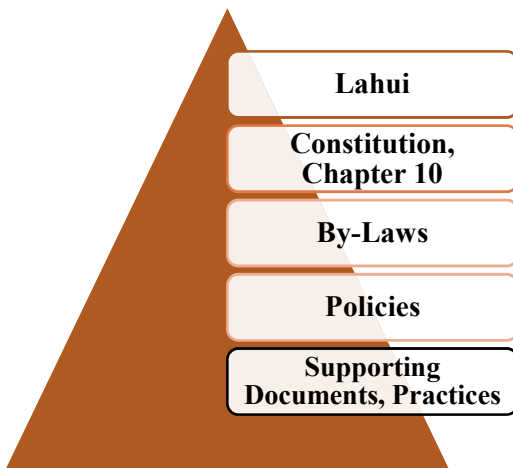 Lahui
Constitution,
Chapter 10
By-Laws
Policies
Supporting
Documents, Practices